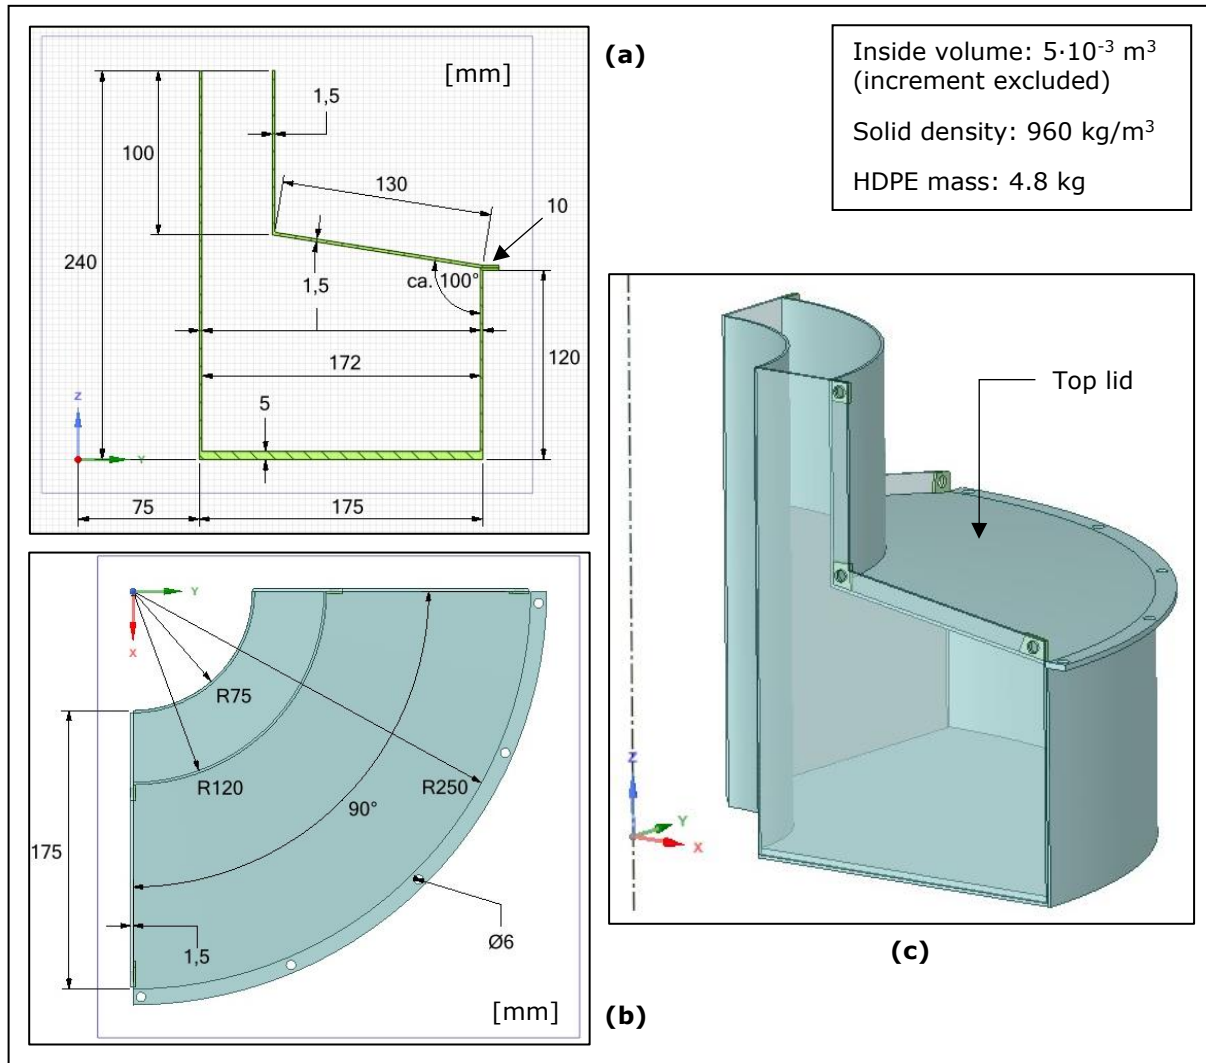 (a)
[mm]
1,5
100
130
10
240
1,5
ca. 100°
172
120
5
Z
Y
75
175
Inside volume: 5·10⁻³ m³
(increment excluded)
Solid density: 960 kg/m³
HDPE mass: 4.8 kg
Y
X
R75
R120
R250
90°
175
1,5
Ø6
[mm]
(b)
Top lid
Z
Y
X
(c)